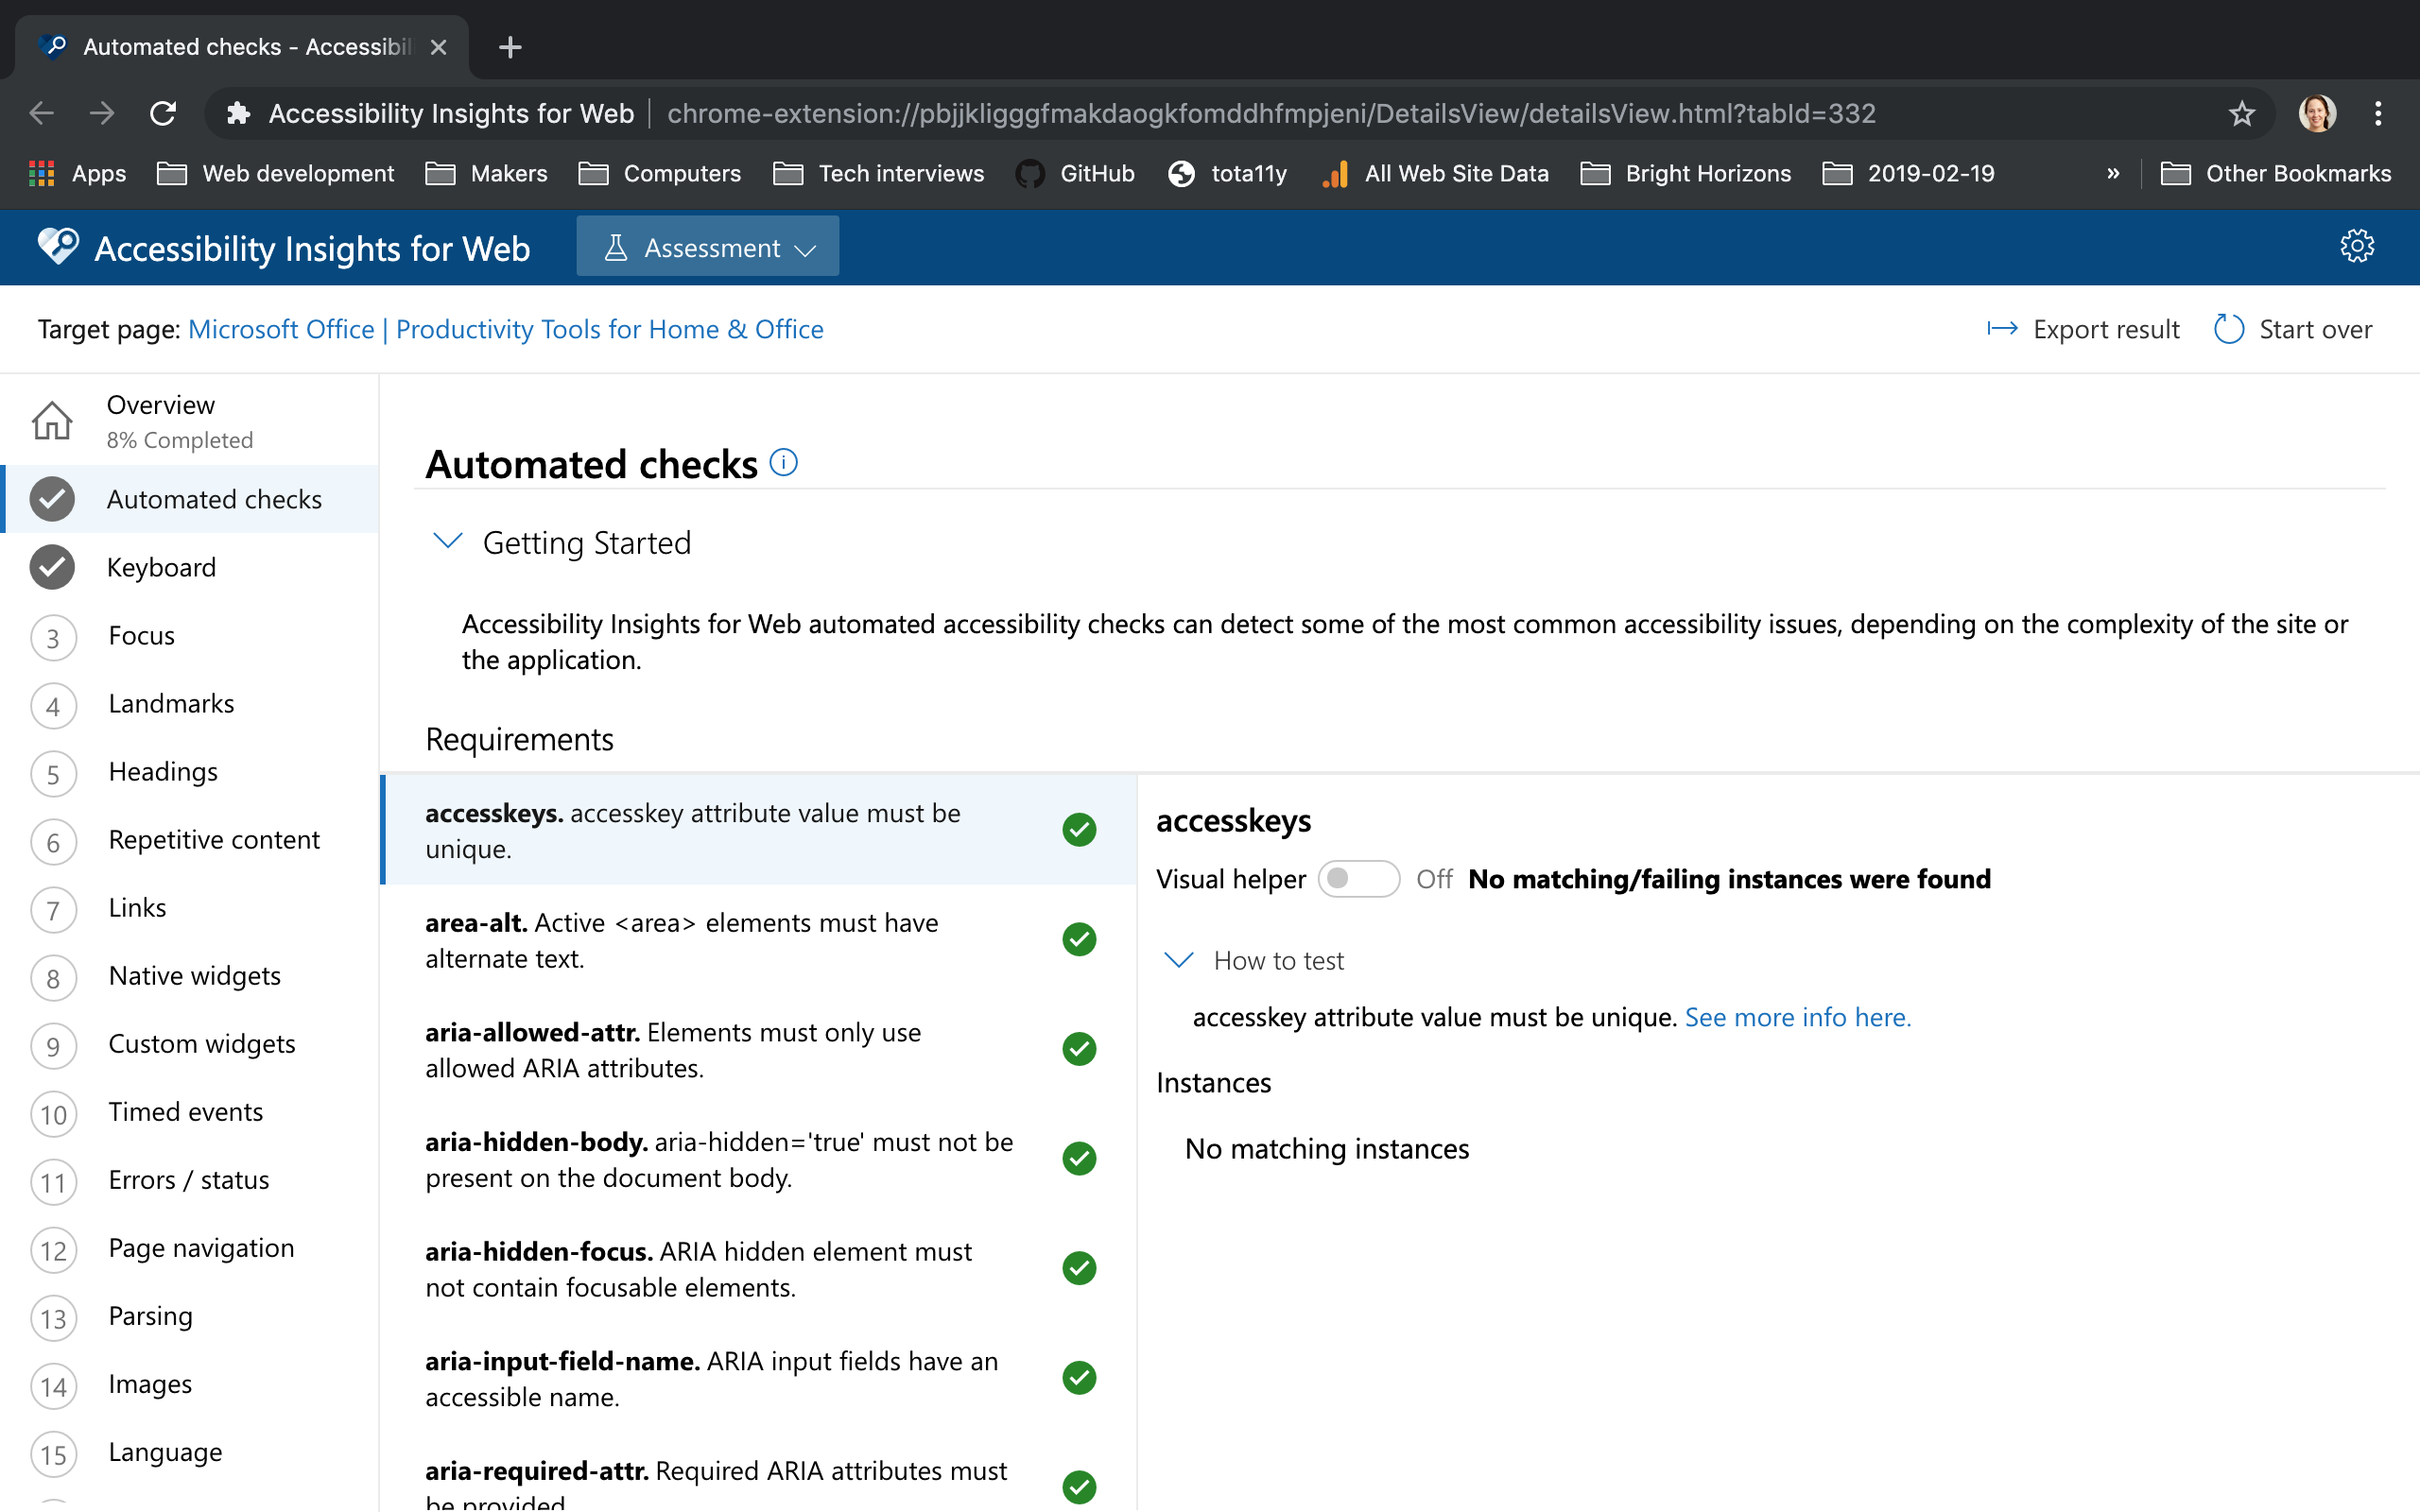 Automated checks - Accessibil
Accessibility Insights for Web | chrome-extension://pbjjkligggfmakdaogkfomddhfmpjeni/DetailsView/detailsView.html?tabId=332
Apps Web development Makers Computers Tech interviews GitHub tota11y All Web Site Data Bright Horizons 2019-02-19 » Other Bookmarks
Accessibility Insights for Web Assessment
Target page: Microsoft Office | Productivity Tools for Home & Office Export result Start over
Overview
8% Completed
Automated checks
Keyboard
3 Focus
4 Landmarks
5 Headings
6 Repetitive content
7 Links
8 Native widgets
9 Custom widgets
10 Timed events
11 Errors / status
12 Page navigation
13 Parsing
14 Images
15 Language
Automated checks
Getting Started
Accessibility Insights for Web automated accessibility checks can detect some of the most common accessibility issues, depending on the complexity of the site or
the application.
Requirements
accesskeys. accesskey attribute value must be
unique.
area-alt. Active <area> elements must have
alternate text.
aria-allowed-attr. Elements must only use
allowed ARIA attributes.
aria-hidden-body. aria-hidden='true' must not be
present on the document body.
aria-hidden-focus. ARIA hidden element must
not contain focusable elements.
aria-input-field-name. ARIA input fields have an
accessible name.
aria-required-attr. Required ARIA attributes must
be provided
accesskeys
Visual helper Off No matching/failing instances were found
How to test
accesskey attribute value must be unique. See more info here.
Instances
No matching instances